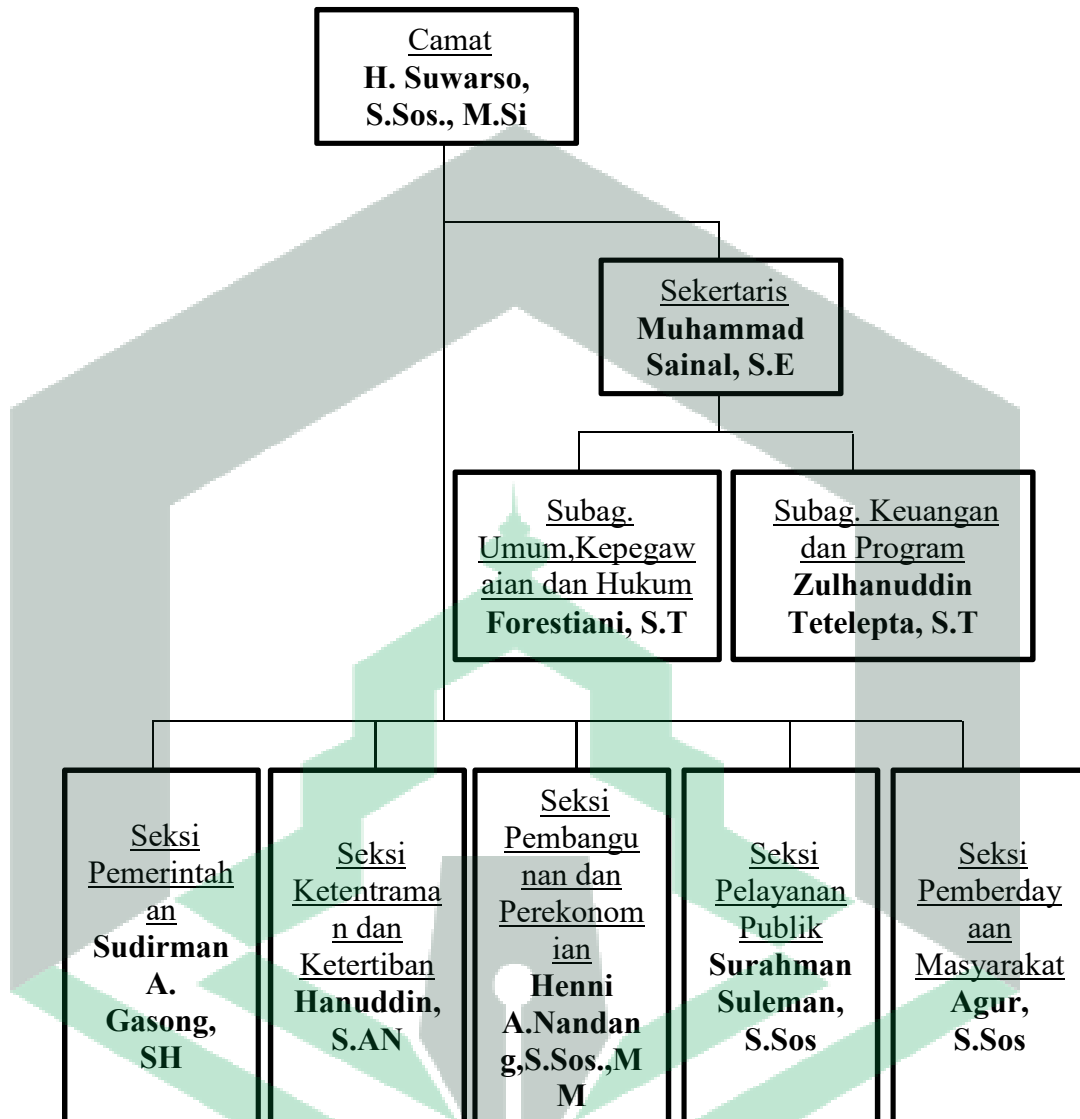 Camat
H. Suwarso,
S.Sos., M.Si
Sekertaris
Muhammad
Sainal, S.E
Subag.
Umum,Kepegaw
aian dan Hukum
Forestiani, S.T
Subag. Keuangan
dan Program
Zulhanuddin
Tetelepta, S.T
Seksi
Pemerintah
an
Sudirman
A.
Gasong,
SH
Seksi
Ketentrama
n dan
Ketertiban
Hanuddin,
S.AN
Seksi
Pembangu
nan dan
Perekonom
ian
Henni
A.Nandan
g,S.Sos.,M
M
Seksi
Pelayanan
Publik
Surahman
Suleman,
S.Sos
Seksi
Pemberday
aan
Masyarakat
Agur,
S.Sos